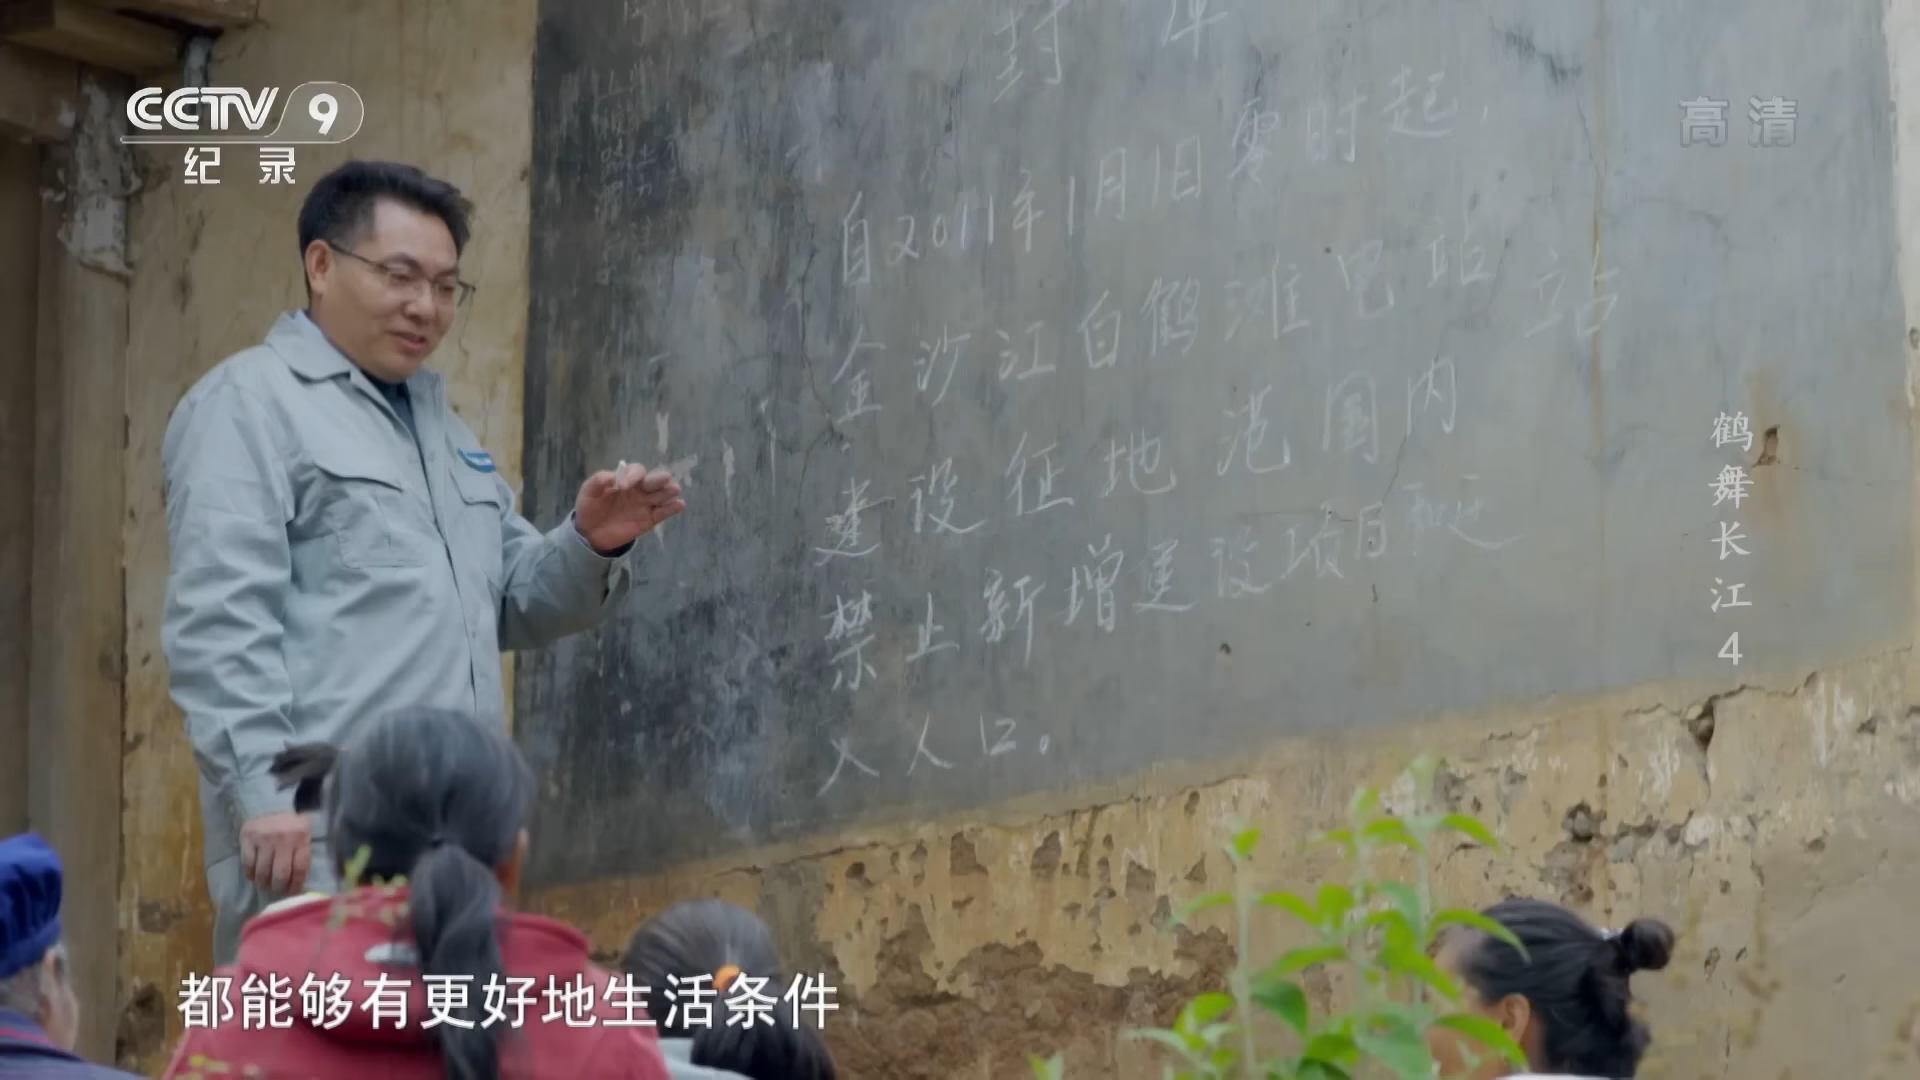 CCTV 9
纪录
高清
封库
自2011年1月1日零时起，
金沙江白鹤滩电站 站
建设征地范围内
禁止新增建设项目和迁
入人口。
鹤舞长江4
都能够有更好地生活条件